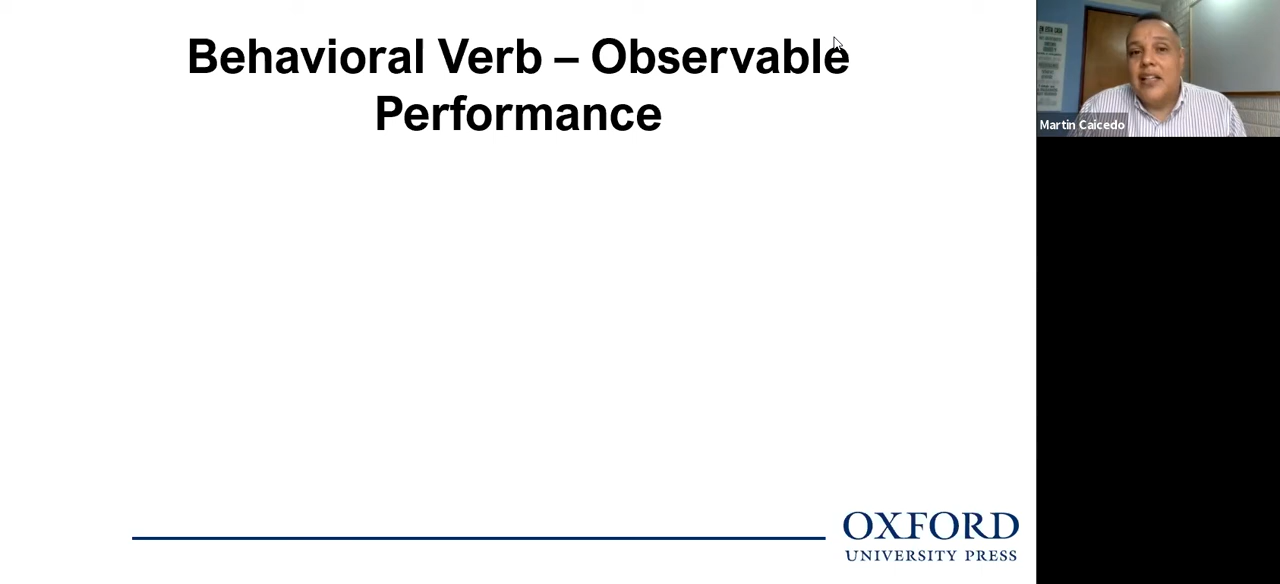 Behavioral Verb – Observable
Performance
Martin Caicedo
OXFORD
UNIVERSITY PRESS